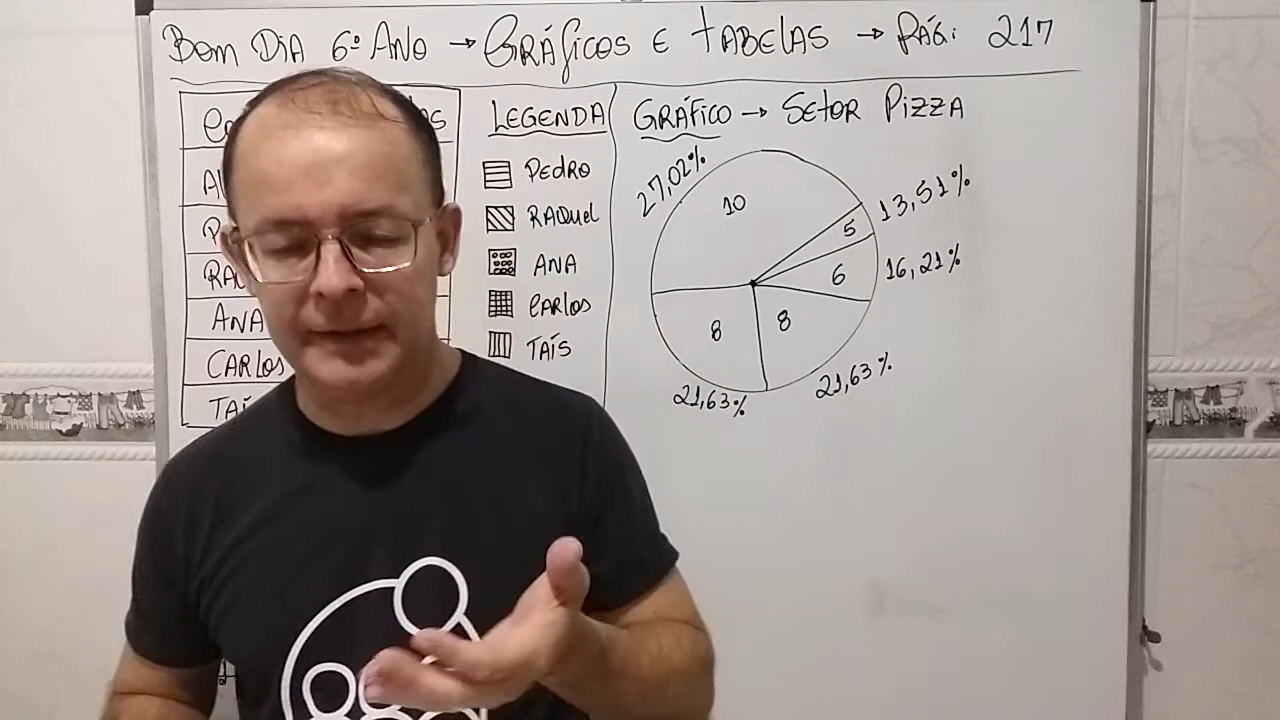 Bom Dia 6º Ano → Gráficos e tabelas → Pág: 217
LEGENDA
Pedro
Raquel
Ana
Carlos
Taís
ANA
CARLOS
GRÁFICO → Setor Pizza
27,02%
10
13,51%
5
16,21%
6
8
8
21,63%
21,63%